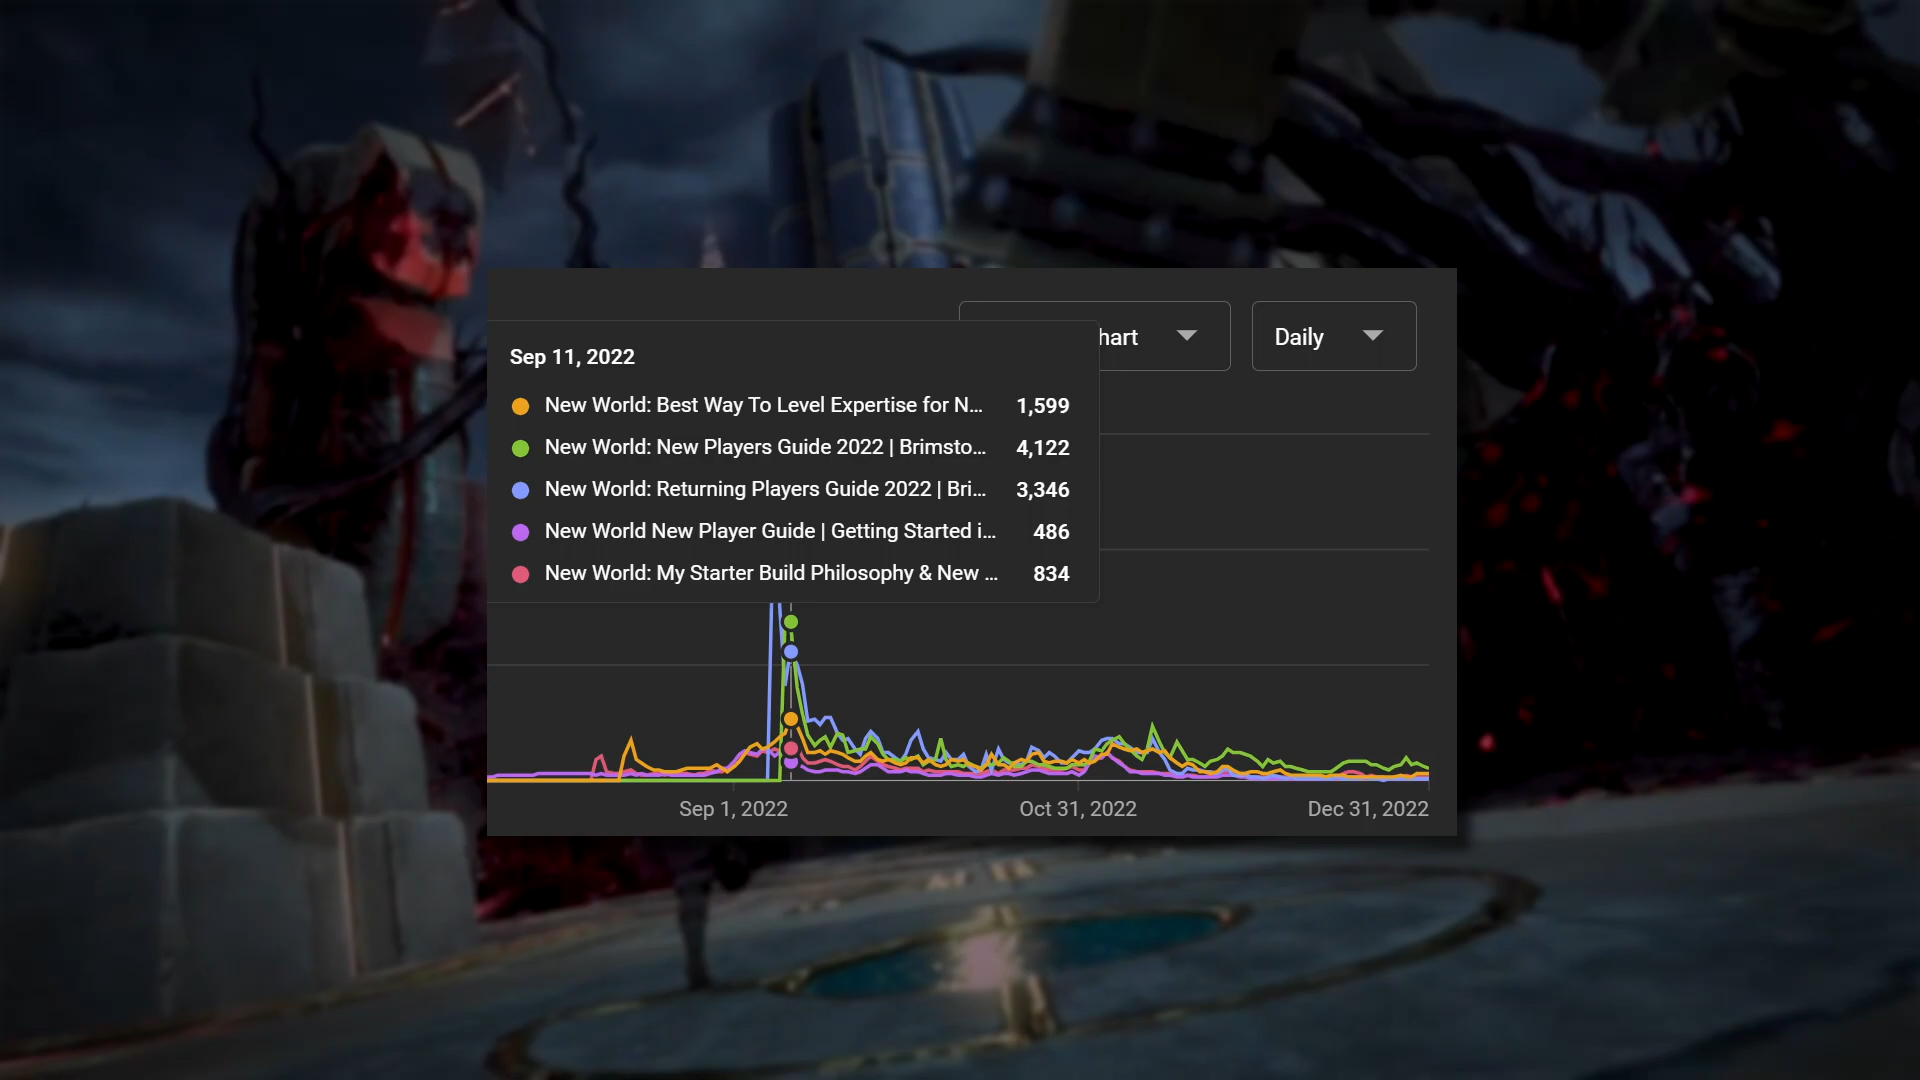 hart
Daily
Sep 11, 2022
New World: Best Way To Level Expertise for N... 1,599
New World: New Players Guide 2022 | Brimsto... 4,122
New World: Returning Players Guide 2022 | Bri... 3,346
New World New Player Guide | Getting Started i... 486
New World: My Starter Build Philosophy & New ... 834
Sep 1, 2022 Oct 31, 2022 Dec 31, 2022